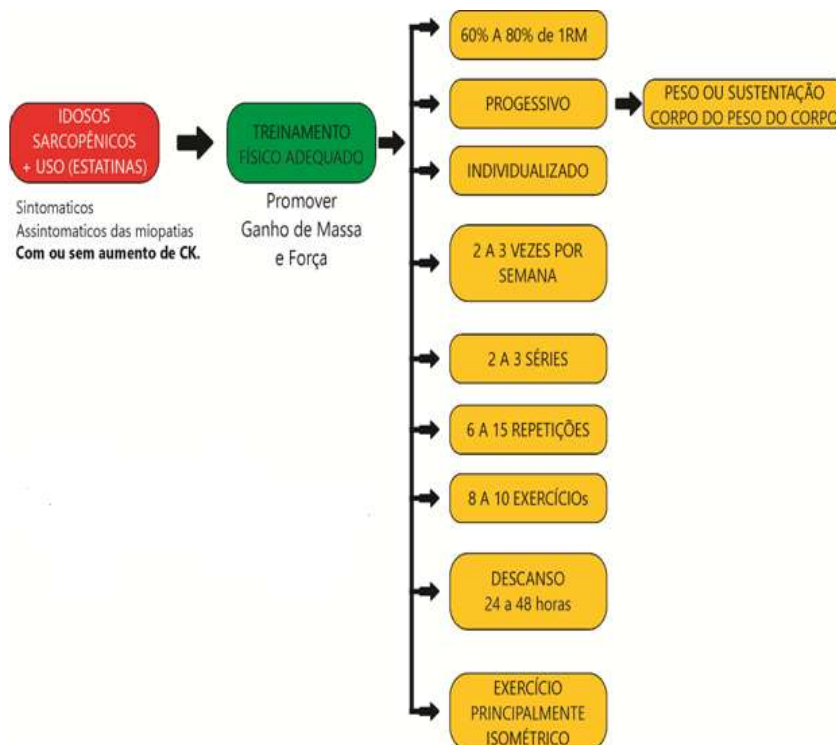 IDOSOS
SARCOPÊNICOS
+ USO (ESTATINAS)
Sintomaticos
Assintomaticos das miopatias
Com ou sem aumento de CK.
TREINAMENTO
FÍSICO ADEQUADO
Promover
Ganho de Massa
e Força
60% A 80% de 1RM
PROGESSIVO
PESO OU SUSTENTAÇÃO
CORPO DO PESO DO CORPO
INDIVIDUALIZADO
2 A 3 VEZES POR
SEMANA
2 A 3 SÉRIES
6 A 15 REPETIÇÕES
8 A 10 EXERCÍCIOs
DESCANSO
24 a 48 horas
EXERCÍCIO
PRINCIPALMENTE
ISOMÉTRICO